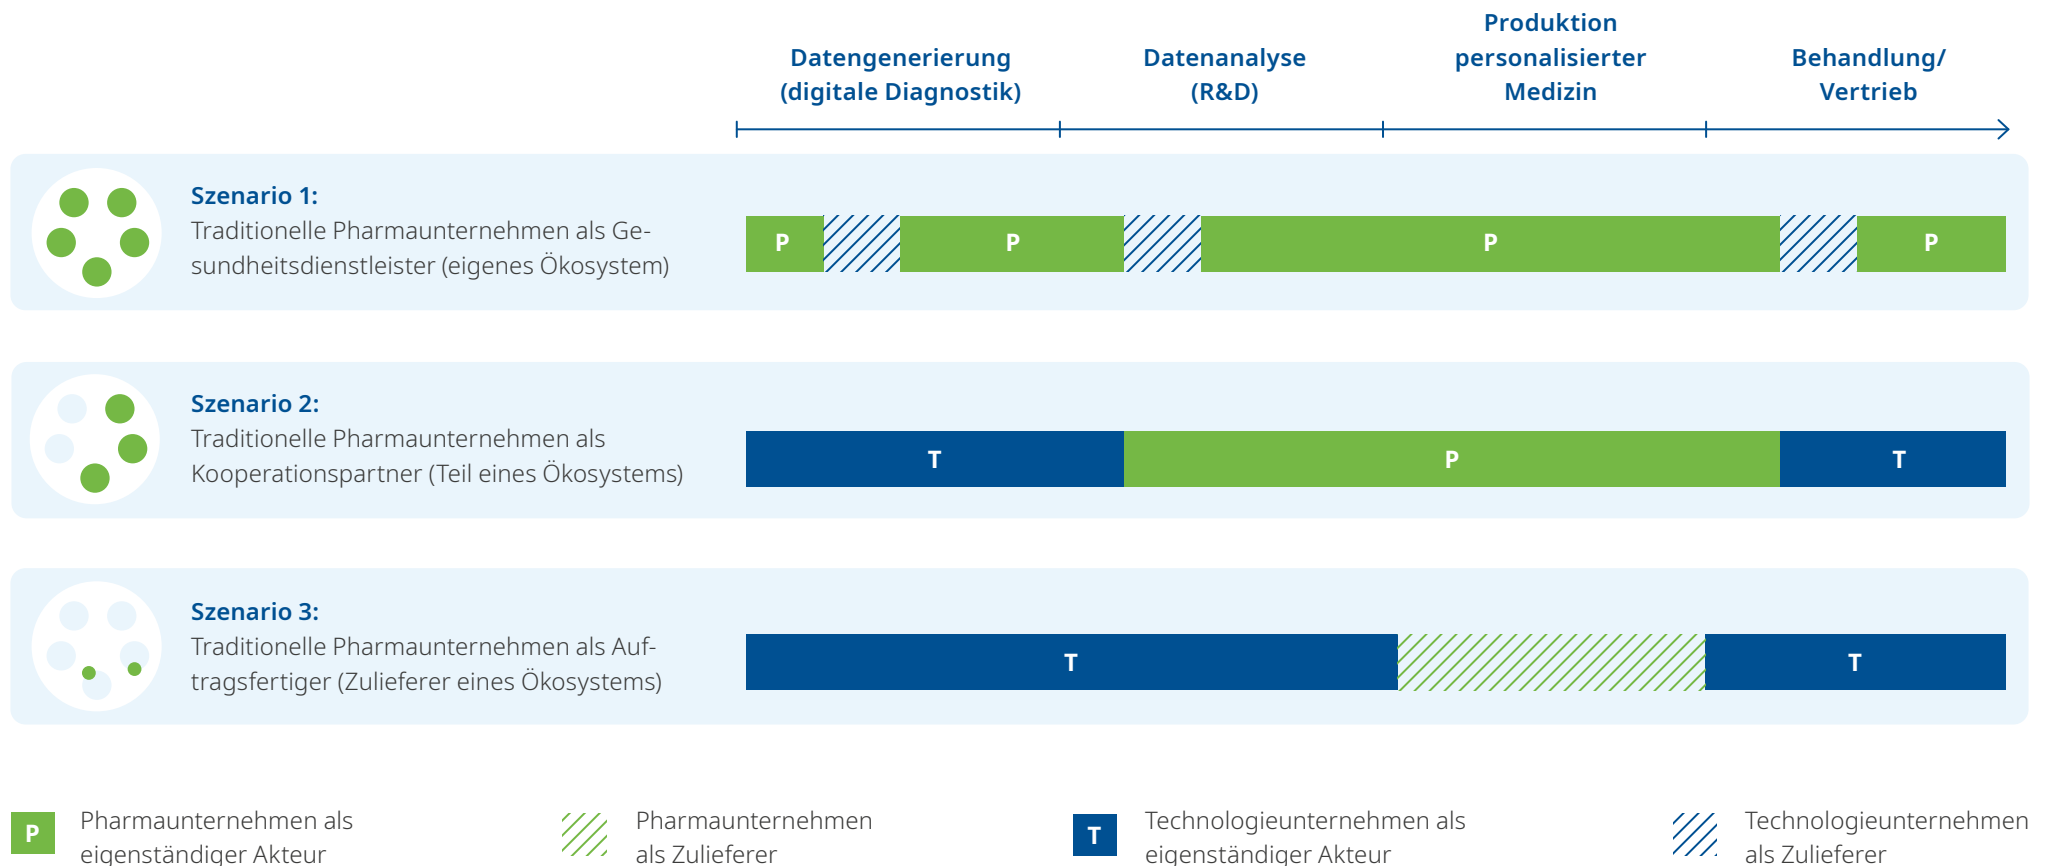 Datengenerierung
(digitale Diagnostik)
Datenanalyse
(R&D)
Produktion
personalisierter
Medizin
Behandlung/
Vertrieb
Szenario 1:
Traditionelle Pharmaunternehmen als Ge-
sundheitsdienstleister (eigenes Ökosystem)
P
P
P
P
Szenario 2:
Traditionelle Pharmaunternehmen als
Kooperationspartner (Teil eines Ökosystems)
T
P
T
Szenario 3:
Traditionelle Pharmaunternehmen als Auf-
tragsfertiger (Zulieferer eines Ökosystems)
T
T
P
Pharmaunternehmen als
eigenständiger Akteur
Pharmaunternehmen
als Zulieferer
T
Technologieunternehmen als
eigenständiger Akteur
Technologieunternehmen
als Zulieferer